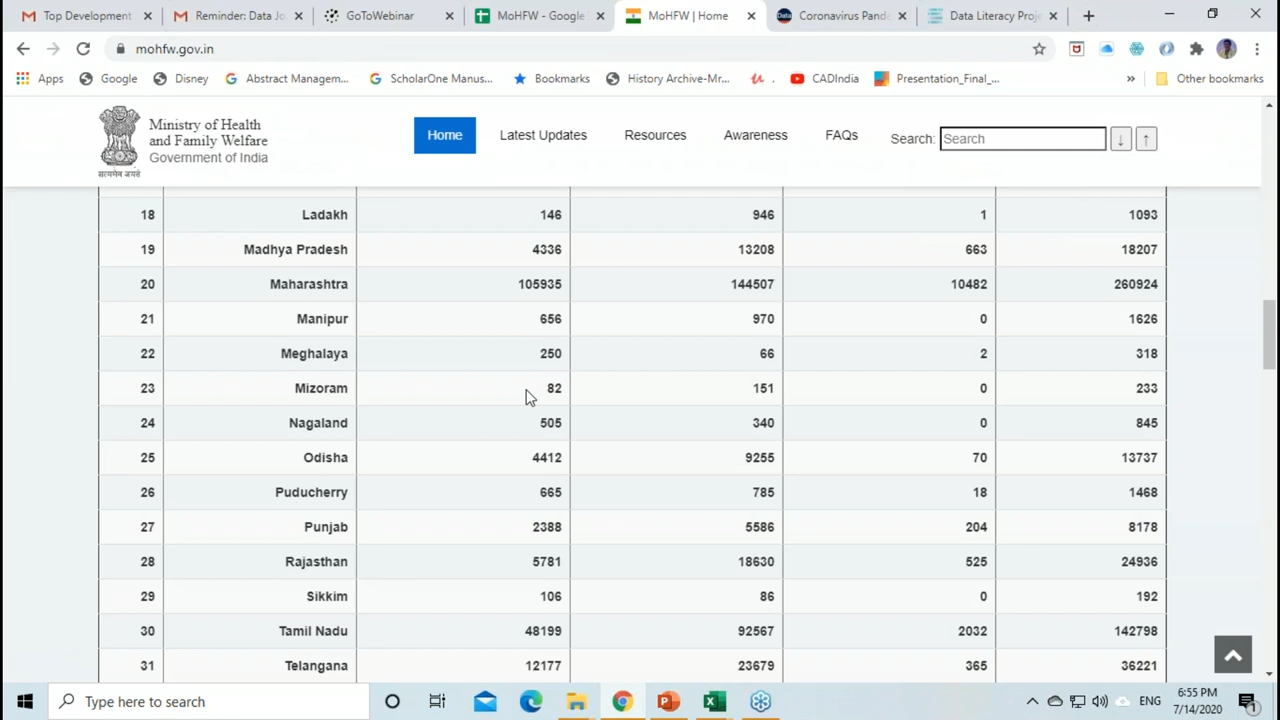 Top Development
Reminder: Data Jo
GoToWebinar
MoHFW - Google
MoHFW | Home
Coronavirus Pand
Data Literacy Proj
mohfw.gov.in
Apps
Google
Disney
Abstract Managem...
ScholarOne Manus...
Bookmarks
History Archive-Mr...
CADIndia
Presentation_Final_...
»
Other bookmarks
Ministry of Health
and Family Welfare
Government of India
सत्यमेव जयते
Home
Latest Updates
Resources
Awareness
FAQs
Search:
Search
18 Ladakh 146 946 1 1093
19 Madhya Pradesh 4336 13208 663 18207
20 Maharashtra 105935 144507 10482 260924
21 Manipur 656 970 0 1626
22 Meghalaya 250 66 2 318
23 Mizoram 82 151 0 233
24 Nagaland 505 340 0 845
25 Odisha 4412 9255 70 13737
26 Puducherry 665 785 18 1468
27 Punjab 2388 5586 204 8178
28 Rajasthan 5781 18630 525 24936
29 Sikkim 106 86 0 192
30 Tamil Nadu 48199 92567 2032 142798
31 Telangana 12177 23679 365 36221
Type here to search
ENG
6:55 PM
7/14/2020